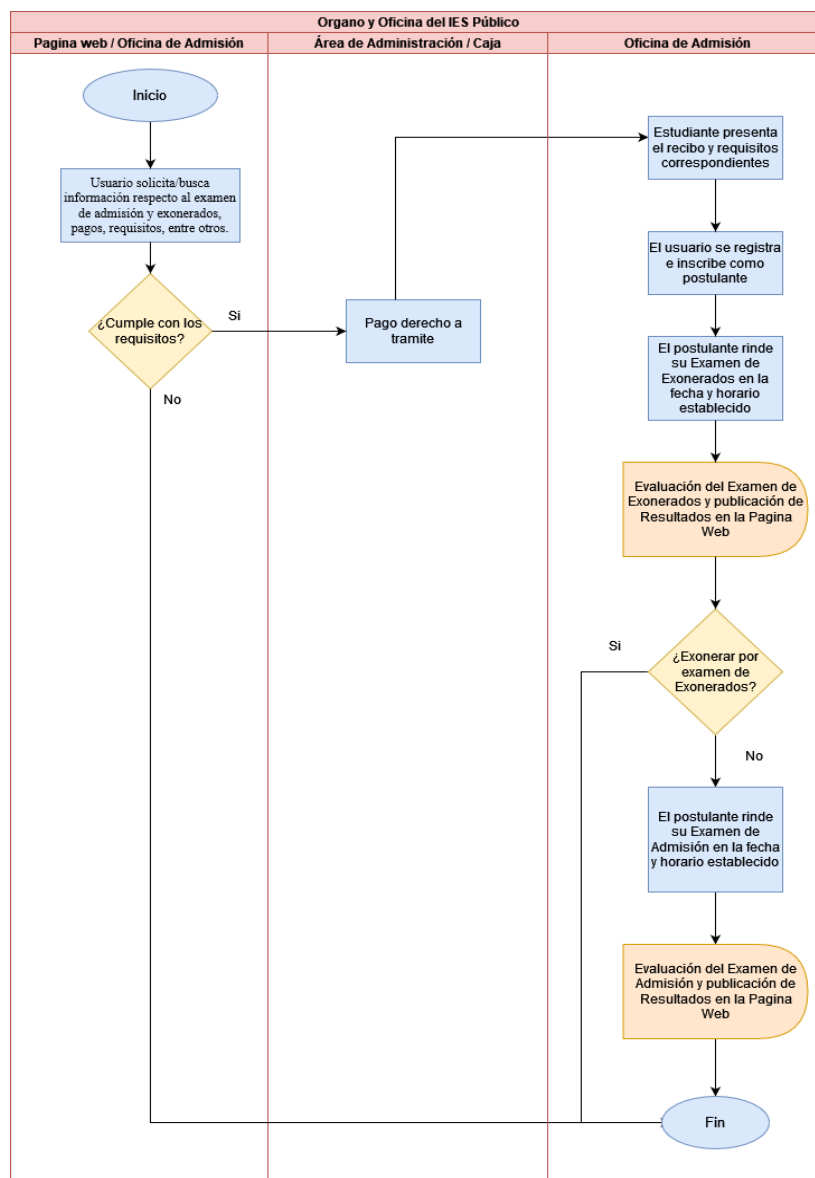 Organo y Oficina del IES Público
Pagina web / Oficina de Admisión
Área de Administración / Caja
Oficina de Admisión
Inicio
Usuario solicita/busca
información respecto al examen
de admisión y exonerados,
pagos, requisitos, entre otros.
¿Cumple con los
requisitos?
Si
No
Pago derecho a
tramite
Estudiante presenta
el recibo y requisitos
correspondientes
El usuario se registra
e inscribe como
postulante
El postulante rinde
su Examen de
Exonerados en la
fecha y horario
establecido
Evaluación del Examen de
Exonerados y publicación de
Resultados en la Pagina
Web
¿Exonerar por
examen de
Exonerados?
Si
No
El postulante rinde
su Examen de
Admisión en la fecha
y horario establecido
Evaluación del Examen de
Admisión y publicación de
Resultados en la Pagina
Web
Fin